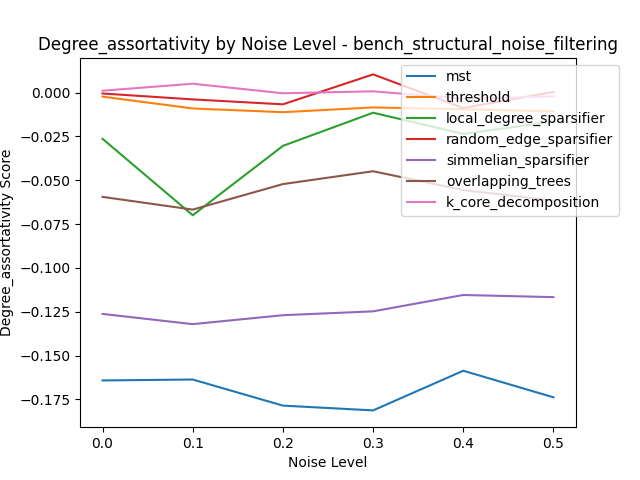 Degree_assortativity by Noise Level - bench_structural_noise_filtering
Degree_assortativity Score
0.000
−0.025
−0.050
−0.075
−0.100
−0.125
−0.150
−0.175
mst
threshold
local_degree_sparsifier
random_edge_sparsifier
simmelian_sparsifier
overlapping_trees
k_core_decomposition
0.0
0.1
0.2
0.3
0.4
0.5
Noise Level